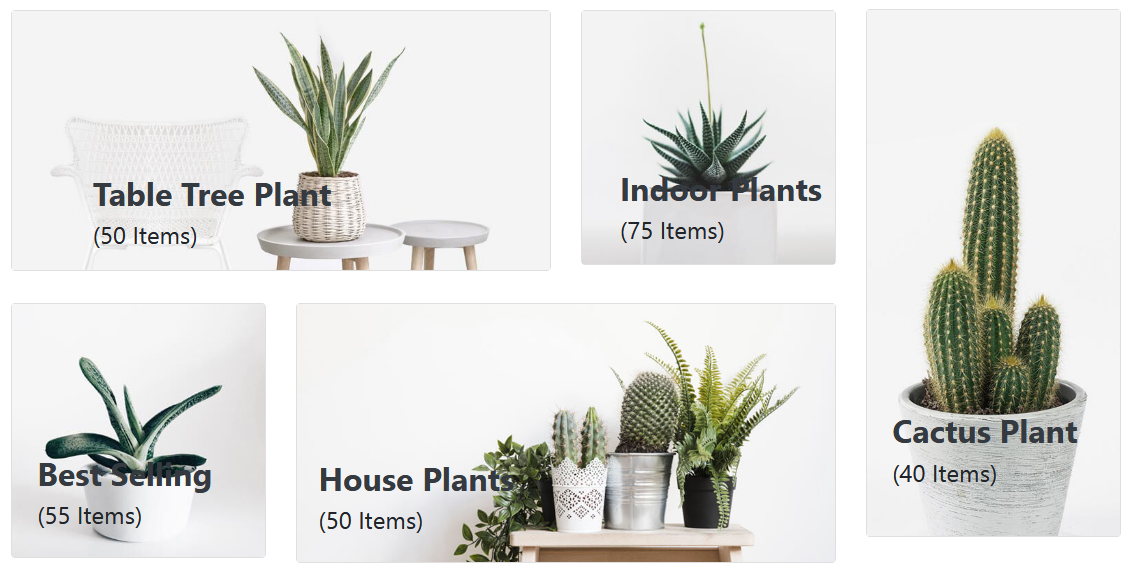 Table Tree Plant
(50 Items)
Indoor Plants
(75 Items)
Cactus Plant
(40 Items)
Best Selling
(55 Items)
House Plants
(50 Items)